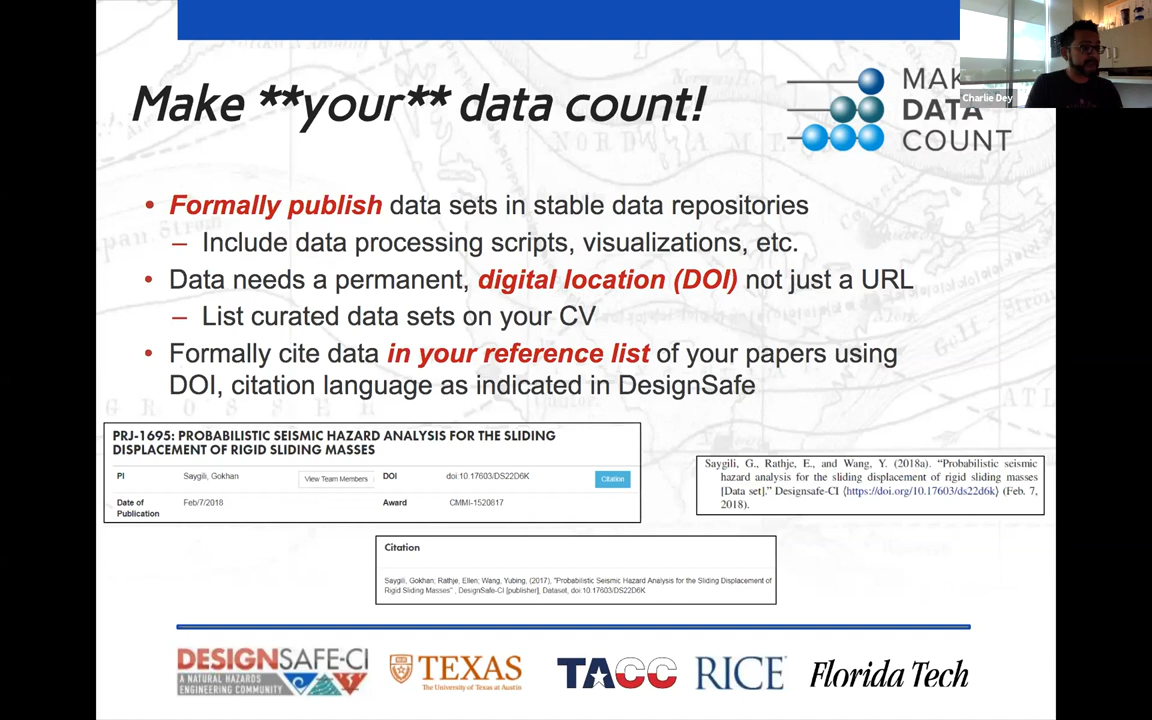 Charlie Dey
MAK
DATA
COUNT
Make **your** data count!
• Formally publish data sets in stable data repositories
– Include data processing scripts, visualizations, etc.
• Data needs a permanent, digital location (DOI) not just a URL
– List curated data sets on your CV
• Formally cite data in your reference list of your papers using
DOI, citation language as indicated in DesignSafe
PRJ-1695: PROBABILISTIC SEISMIC HAZARD ANALYSIS FOR THE SLIDING
DISPLACEMENT OF RIGID SLIDING MASSES
PI Saygili, Gokhan View Team Members DOI doi:10.17603/DS22D6K Citation
Date of Publication Feb/7/2018 Award CMMI-1520817
Saygili, G., Rathje, E., and Wang, Y. (2018a). “Probabilistic seismic
hazard analysis for the sliding displacement of rigid sliding masses
[Data set].” Designsafe-CI ⟨https://doi.org/10.17603/ds22d6k⟩ (Feb. 7,
2018).
Citation
Saygili, Gokhan; Rathje, Ellen; Wang, Yubing, (2017), "Probabilistic Seismic Hazard Analysis for the Sliding Displacement of
Rigid Sliding Masses" , DesignSafe-CI [publisher], Dataset, doi:10.17603/DS22D6K
DESIGNSAFE-CI
A NATURAL HAZARDS
ENGINEERING COMMUNITY
TEXAS
The University of Texas at Austin
TACC
RICE
Florida Tech